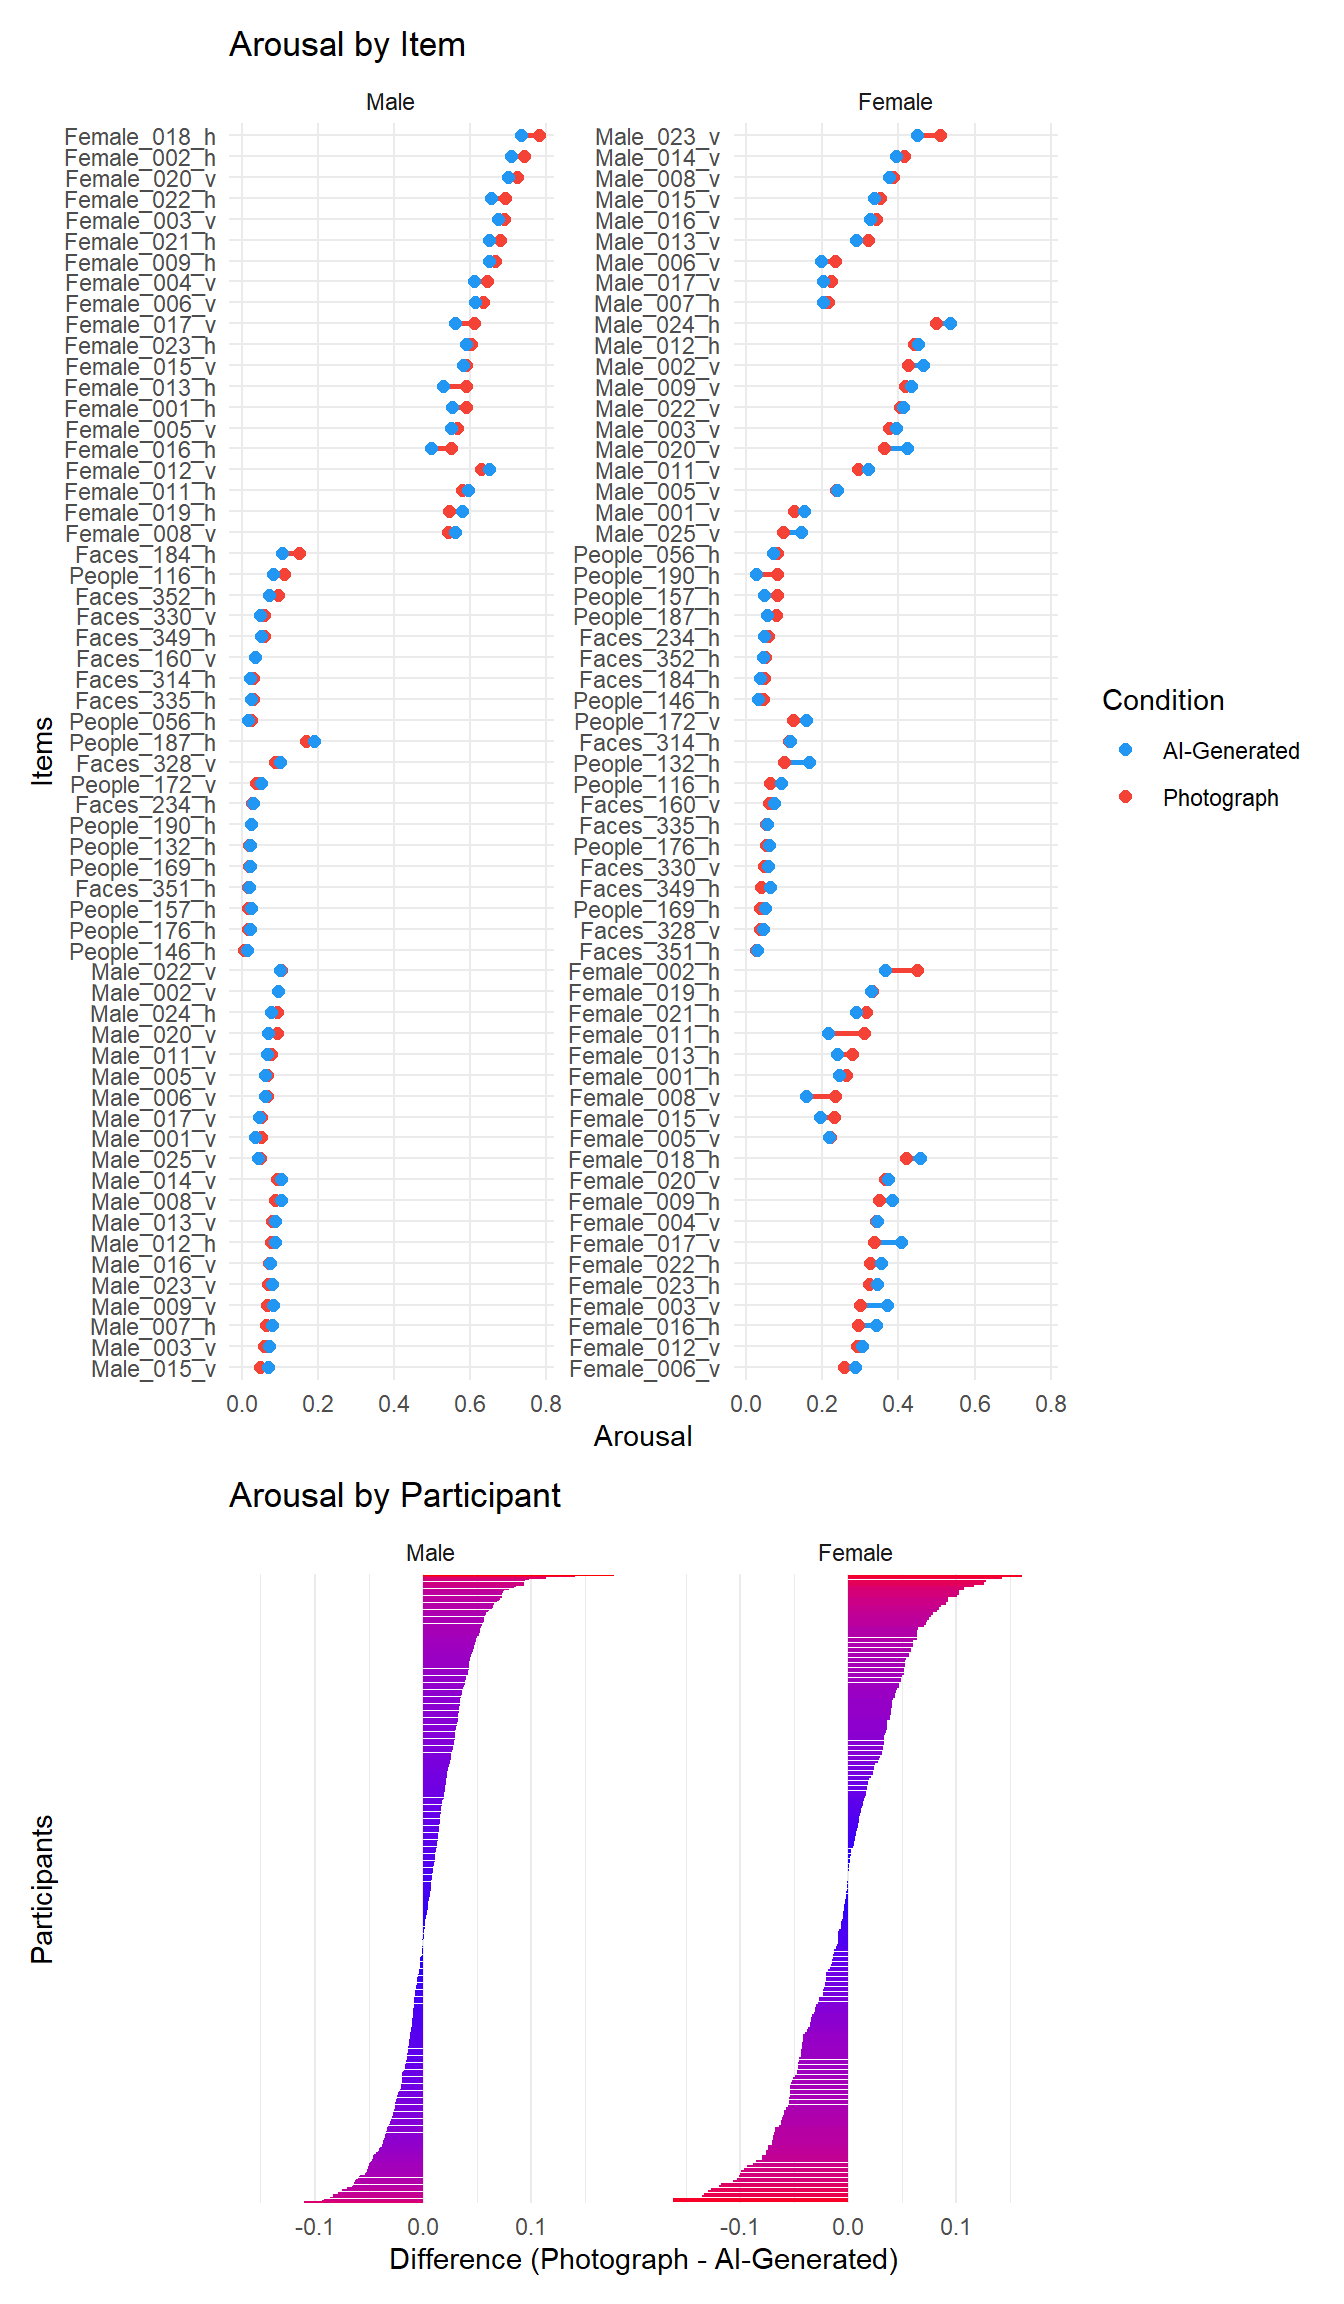 Arousal by Item
Male
Female
Female_018_h
Female_002_h
Female_020_v
Female_022_h
Female_003_v
Female_021_h
Female_009_h
Female_004_v
Female_006_v
Female_017_v
Female_023_h
Female_015_v
Female_013_h
Female_001_h
Female_005_v
Female_016_h
Female_012_v
Female_011_h
Female_019_h
Female_008_v
Faces_184_h
People_116_h
Faces_352_h
Faces_330_v
Faces_349_h
Faces_160_v
Faces_314_h
Faces_335_h
People_056_h
People_187_h
Faces_328_v
People_172_v
Faces_234_h
People_190_h
People_132_h
People_169_h
Faces_351_h
People_157_h
People_176_h
People_146_h
Male_022_v
Male_002_v
Male_024_h
Male_020_v
Male_011_v
Male_005_v
Male_006_v
Male_017_v
Male_001_v
Male_025_v
Male_014_v
Male_008_v
Male_013_v
Male_012_h
Male_016_v
Male_023_v
Male_009_v
Male_007_h
Male_003_v
Male_015_v
Male_023_v
Male_014_v
Male_008_v
Male_015_v
Male_016_v
Male_013_v
Male_006_v
Male_017_v
Male_007_h
Male_024_h
Male_012_h
Male_002_v
Male_009_v
Male_022_v
Male_003_v
Male_020_v
Male_011_v
Male_005_v
Male_001_v
Male_025_v
People_056_h
People_190_h
People_157_h
People_187_h
Faces_234_h
Faces_352_h
Faces_184_h
People_146_h
People_172_v
Faces_314_h
People_132_h
People_116_h
Faces_160_v
Faces_335_h
People_176_h
Faces_330_v
Faces_349_h
People_169_h
Faces_328_v
Faces_351_h
Female_002_h
Female_019_h
Female_021_h
Female_011_h
Female_013_h
Female_001_h
Female_008_v
Female_015_v
Female_005_v
Female_018_h
Female_020_v
Female_009_h
Female_004_v
Female_017_v
Female_022_h
Female_023_h
Female_003_v
Female_016_h
Female_012_v
Female_006_v
Items
0.0 0.2 0.4 0.6 0.8
0.0 0.2 0.4 0.6 0.8
Arousal
Condition
AI-Generated
Photograph
Arousal by Participant
Male
Female
Participants
-0.1 0.0 0.1
-0.1 0.0 0.1
Difference (Photograph - AI-Generated)